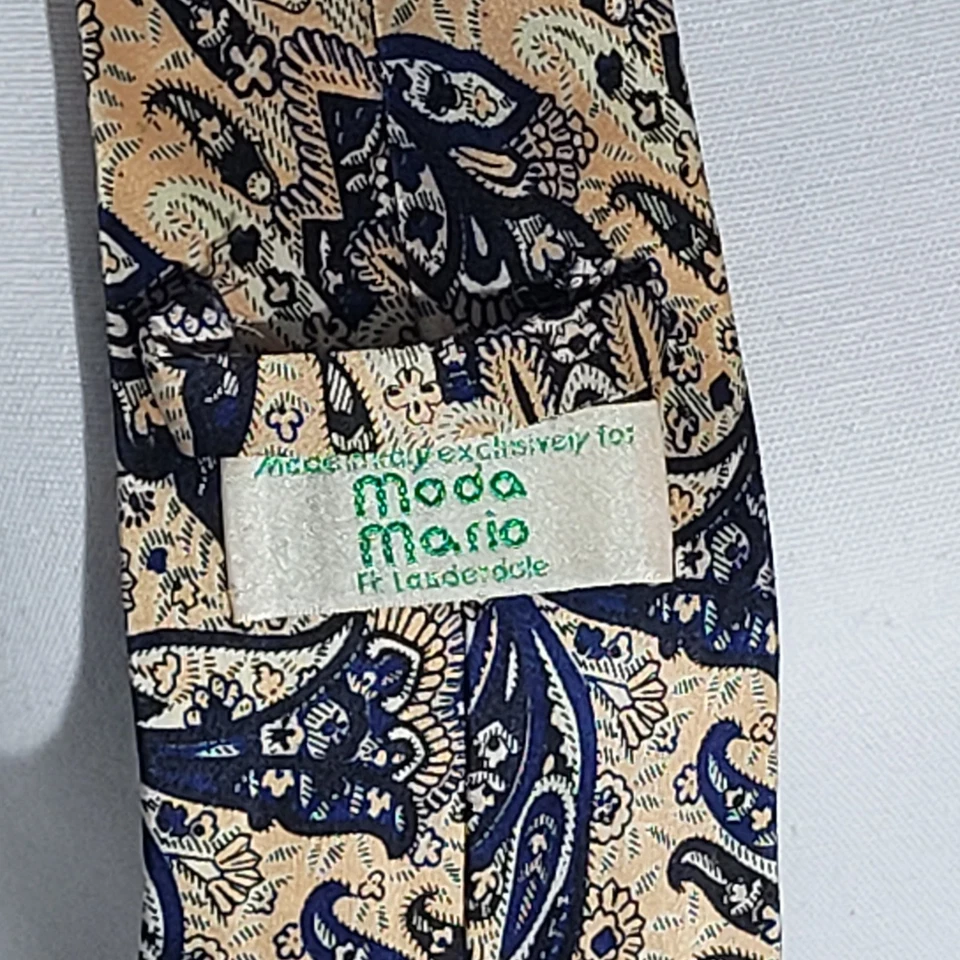 Made in Italy exclusively for
moda
mario
Ft. Lauderdale